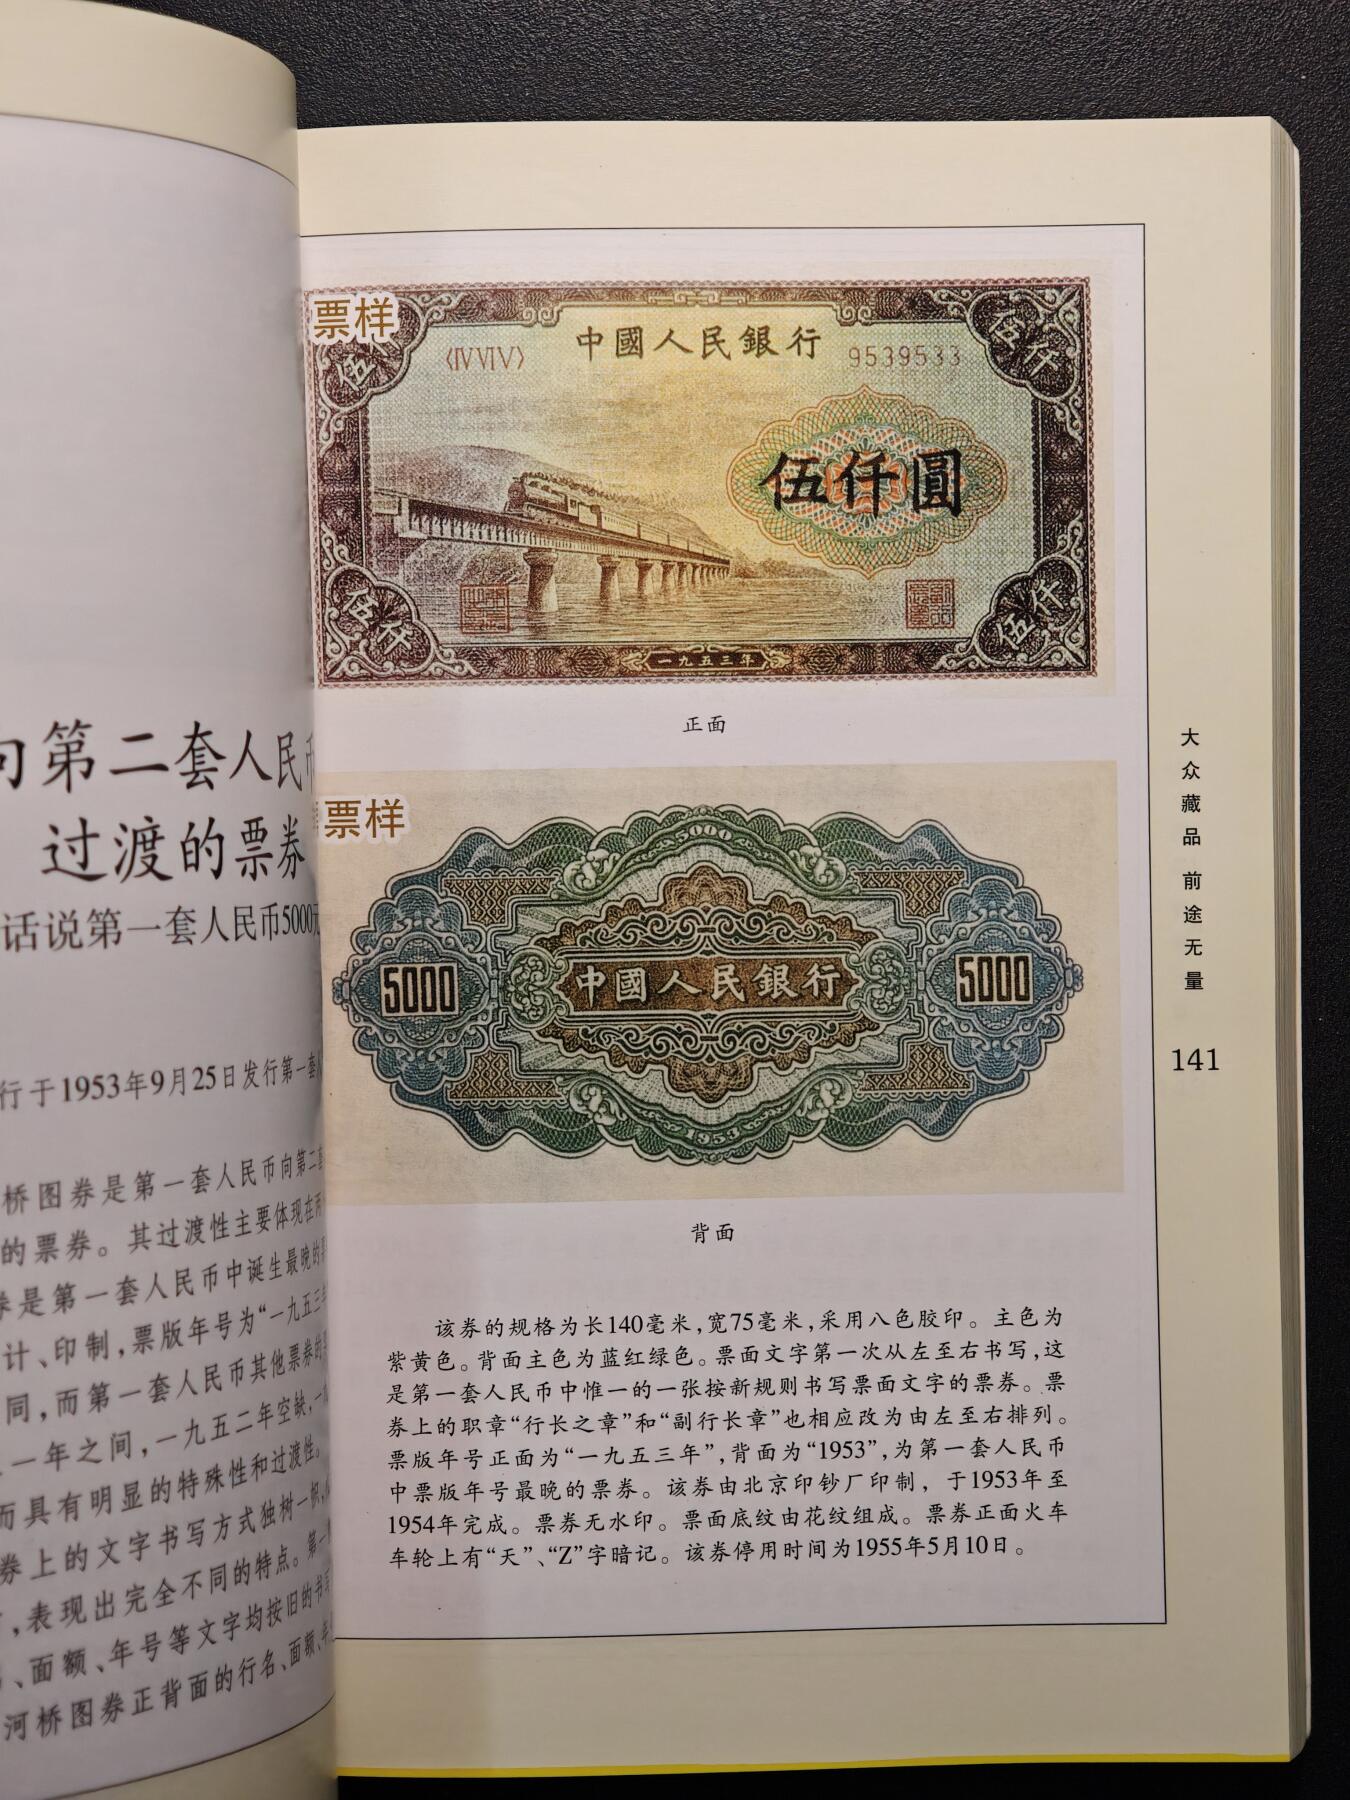 向第二套人民币
过渡的票券
话说第一套人民币5000元
行于1953年9月25日发行第一套人
桥图券是第一套人民币向第二套
的票券。其过渡性主要体现在两
券是第一套人民币中诞生最晚的票
计、印制，票版年号为“一九五三年
同，而第一套人民币其他票券的票
一年之间，一九五二年空缺，一九
而具有明显的特殊性和过渡性。
券上的文字书写方式独树一帜，
，表现出完全不同的特点。第一
、面额、年号等文字均按旧的书写
河桥图券正背面的行名、面额、年
票样
伍仟
〈ⅣⅥⅤ〉
中國人民銀行
9539533
伍仟
伍仟圓
伍仟
伍仟
一九五三年
正面
票样
5000
5000
中國人民銀行
5000
1953
背面
该券的规格为长140毫米，宽75毫米，采用八色胶印。主色为
紫黄色。背面主色为蓝红绿色。票面文字第一次从左至右书写，这
是第一套人民币中惟一的一张按新规则书写票面文字的票券。票
券上的职章“行长之章”和“副行长章”也相应改为由左至右排列。
票版年号正面为“一九五三年”，背面为“1953”，为第一套人民币
中票版年号最晚的票券。该券由北京印钞厂印制，于1953年至
1954年完成。票券无水印。票面底纹由花纹组成。票券正面火车
车轮上有“天”、“Z”字暗记。该券停用时间为1955年5月10日。
大众藏品 前途无量
141